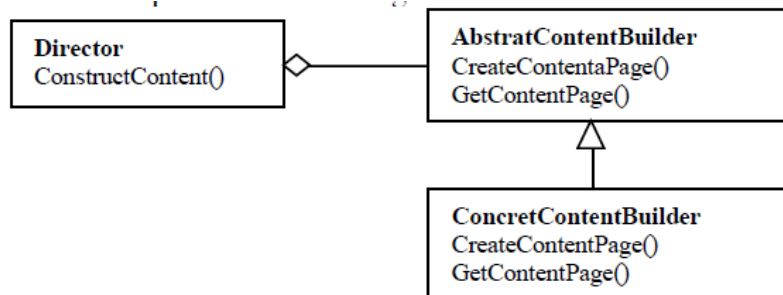 Director
ConstructContent()
AbstratContentBuilder
CreateContentaPage()
GetContentPage()
ConcretContentBuilder
CreateContentPage()
GetContentPage()